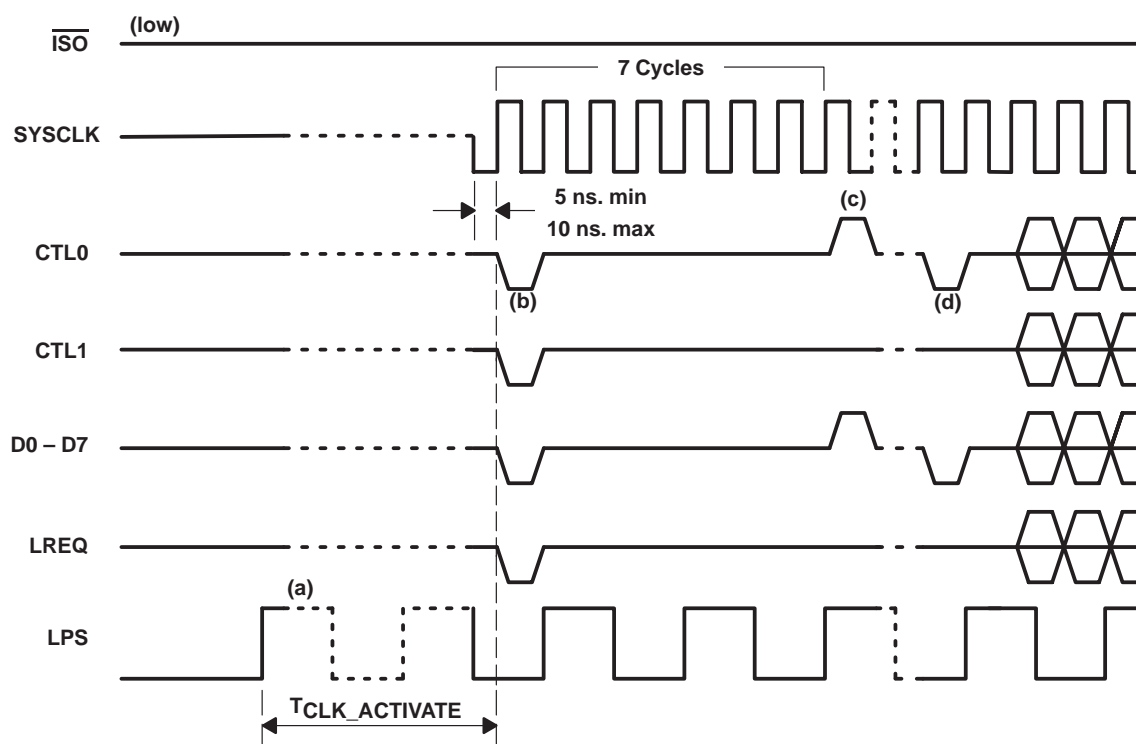 (low)
ISO
7 Cycles
SYSCLK
5 ns. min
10 ns. max
(c)
CTL0
(b)
(d)
CTL1
D0 – D7
LREQ
(a)
LPS
TCLK_ACTIVATE